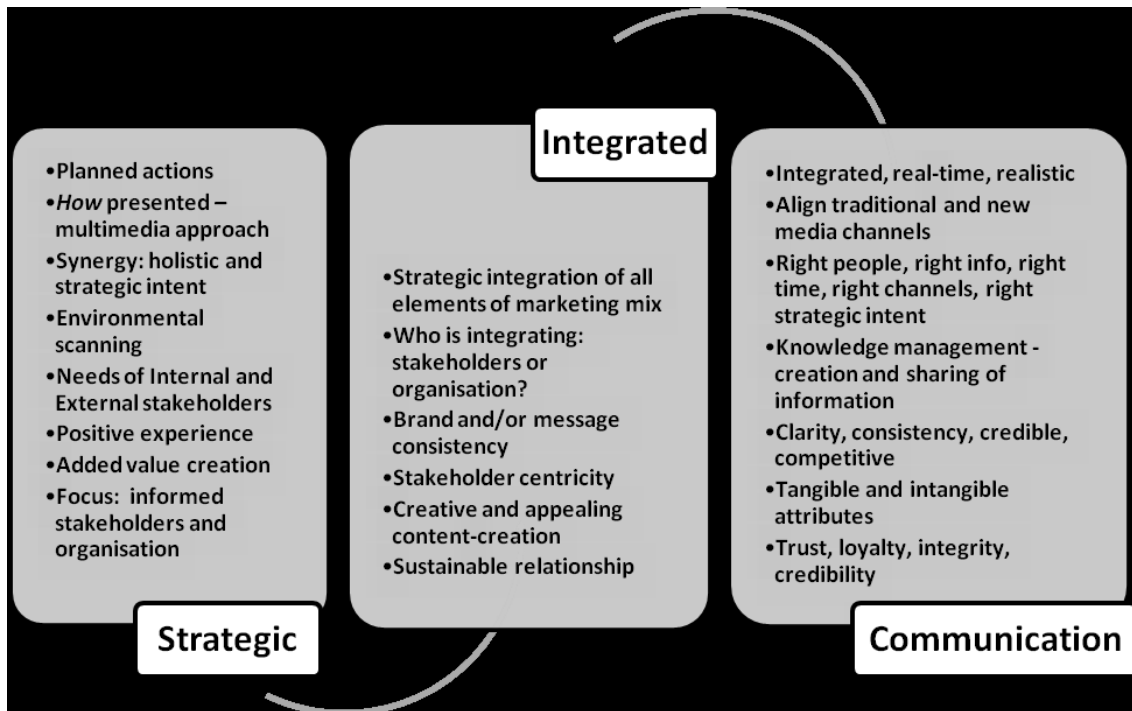 •Planned actions
•How presented –
multimedia approach
•Synergy: holistic and
strategic intent
•Environmental
scanning
•Needs of Internal and
External stakeholders
•Positive experience
•Added value creation
•Focus:  informed
stakeholders and
organisation
Strategic
Integrated
•Strategic integration of all
elements of marketing mix
•Who is integrating:
stakeholders or
organisation?
•Brand and/or message
consistency
•Stakeholder centricity
•Creative and appealing
content-creation
•Sustainable relationship
•Integrated, real-time, realistic
•Align traditional and new
media channels
•Right people, right info, right
time, right channels, right
strategic intent
•Knowledge management -
creation and sharing of
information
•Clarity, consistency, credible,
competitive
•Tangible and intangible
attributes
•Trust, loyalty, integrity,
credibility
Communication